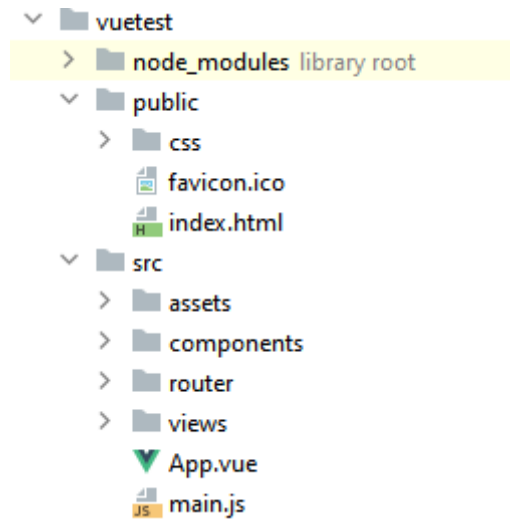 vuetest
node_modules library root
public
css
favicon.ico
H index.html
src
assets
components
router
views
App.vue
JS main.js